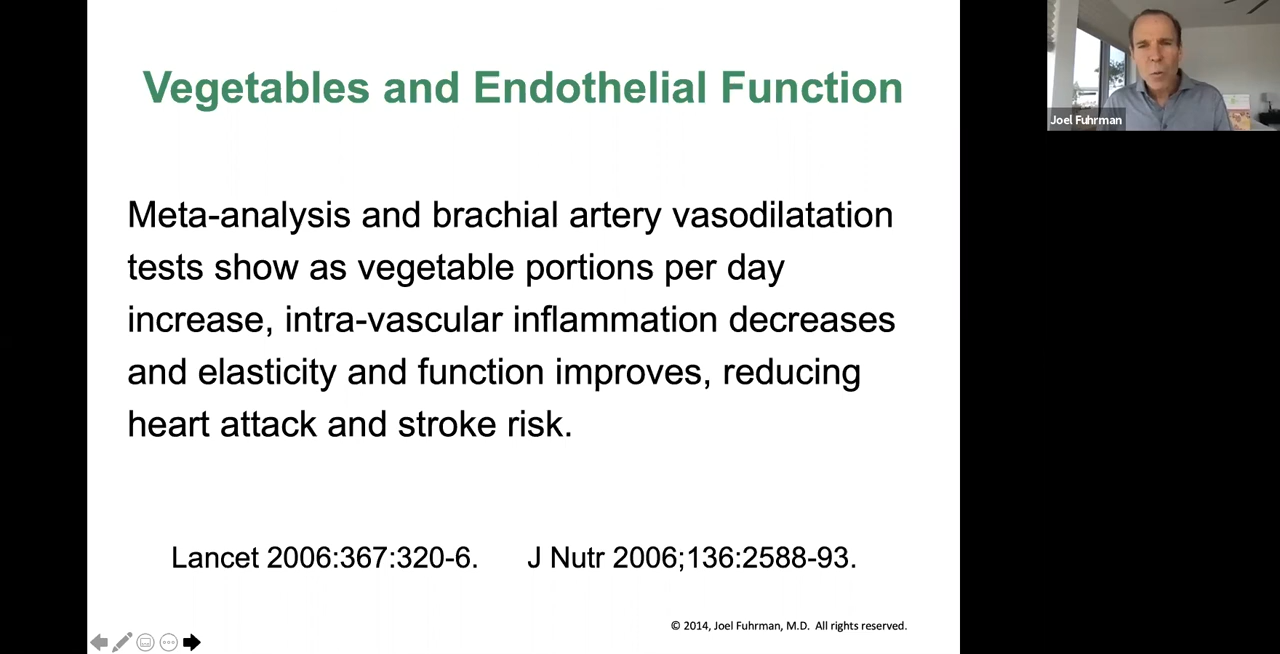 Vegetables and Endothelial Function
Meta-analysis and brachial artery vasodilatation
tests show as vegetable portions per day
increase, intra-vascular inflammation decreases
and elasticity and function improves, reducing
heart attack and stroke risk.
Lancet 2006:367:320-6. J Nutr 2006;136:2588-93.
© 2014, Joel Fuhrman, M.D. All rights reserved.
Joel Fuhrman